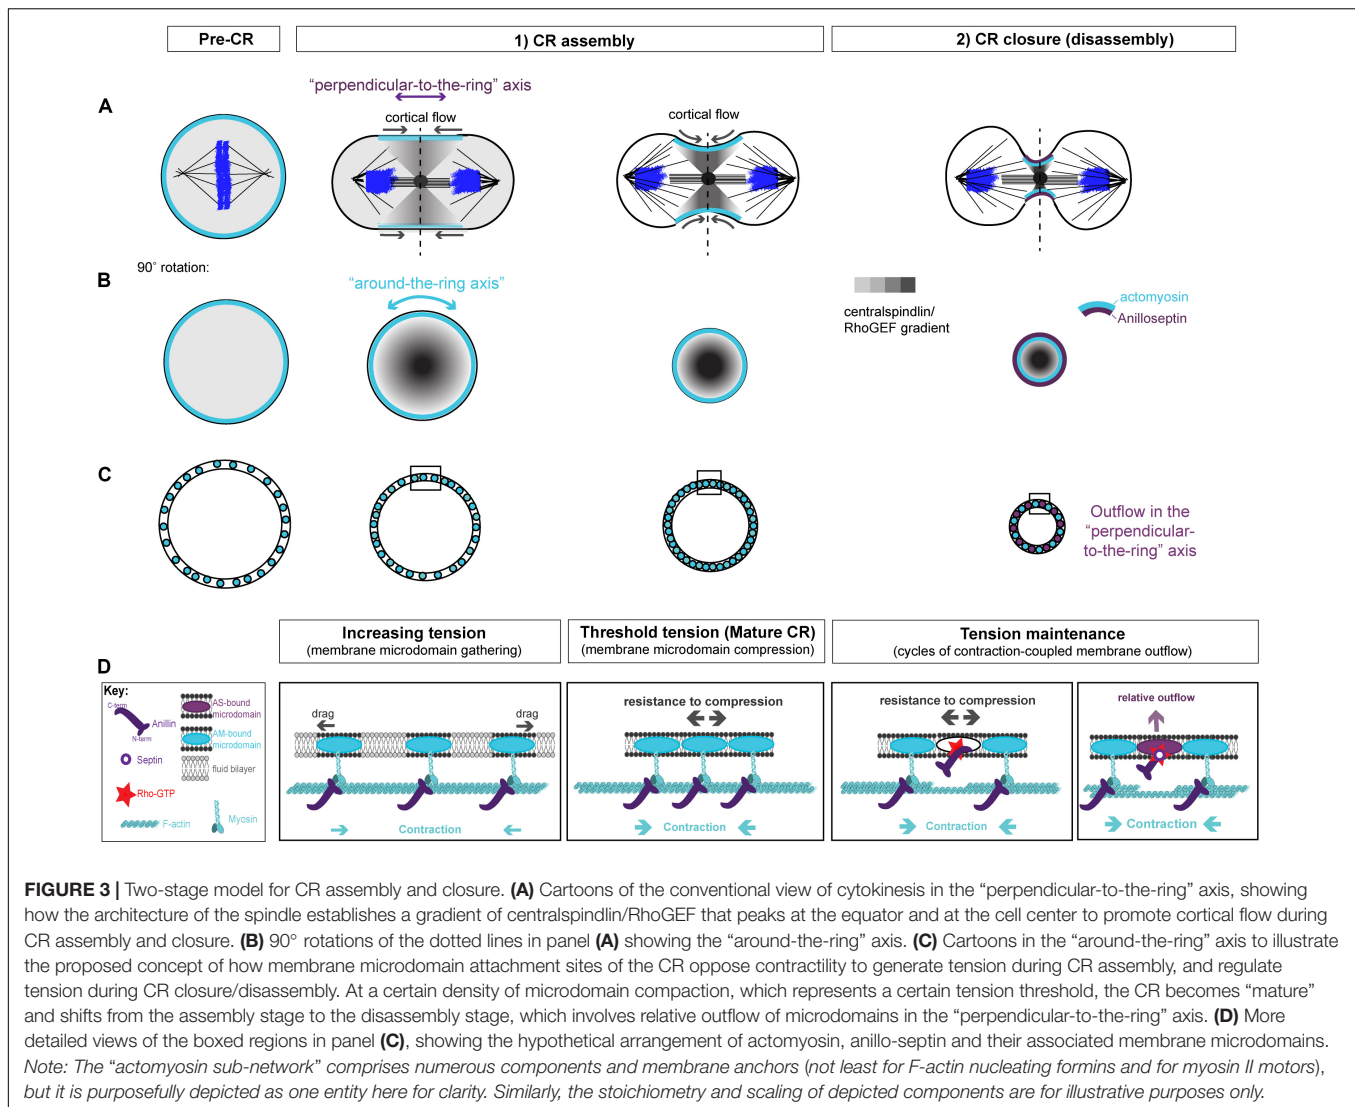 Pre-CR
1) CR assembly
2) CR closure (disassembly)
A
“perpendicular-to-the-ring” axis
cortical flow
cortical flow
90˚ rotation:
B
“around-the-ring axis”
centralspindlin/
RhoGEF gradient
actomyosin
Anilloseptin
C
Outflow in the
“perpendicular-
to-the-ring” axis
Increasing tension
(membrane microdomain gathering)
Threshold tension (Mature CR)
(membrane microdomain compression)
Tension maintenance
(cycles of contraction-coupled membrane outflow)
D
Key:
C-term
Anillin
N-term
Septin
Rho-GTP
F-actin
AS-bound
microdomain
AM-bound
microdomain
fluid bilayer
Myosin
drag
drag
Contraction
resistance to compression
Contraction
resistance to compression
Contraction
relative outflow
Contraction
FIGURE 3 | Two-stage model for CR assembly and closure. (A) Cartoons of the conventional view of cytokinesis in the “perpendicular-to-the-ring” axis, showing
how the architecture of the spindle establishes a gradient of centralspindlin/RhoGEF that peaks at the equator and at the cell center to promote cortical flow during
CR assembly and closure. (B) 90° rotations of the dotted lines in panel (A) showing the “around-the-ring” axis. (C) Cartoons in the “around-the-ring” axis to illustrate
the proposed concept of how membrane microdomain attachment sites of the CR oppose contractility to generate tension during CR assembly, and regulate
tension during CR closure/disassembly. At a certain density of microdomain compaction, which represents a certain tension threshold, the CR becomes “mature”
and shifts from the assembly stage to the disassembly stage, which involves relative outflow of microdomains in the “perpendicular-to-the-ring” axis. (D) More
detailed views of the boxed regions in panel (C), showing the hypothetical arrangement of actomyosin, anillo-septin and their associated membrane microdomains.
Note: The “actomyosin sub-network” comprises numerous components and membrane anchors (not least for F-actin nucleating formins and for myosin II motors),
but it is purposefully depicted as one entity here for clarity. Similarly, the stoichiometry and scaling of depicted components are for illustrative purposes only.